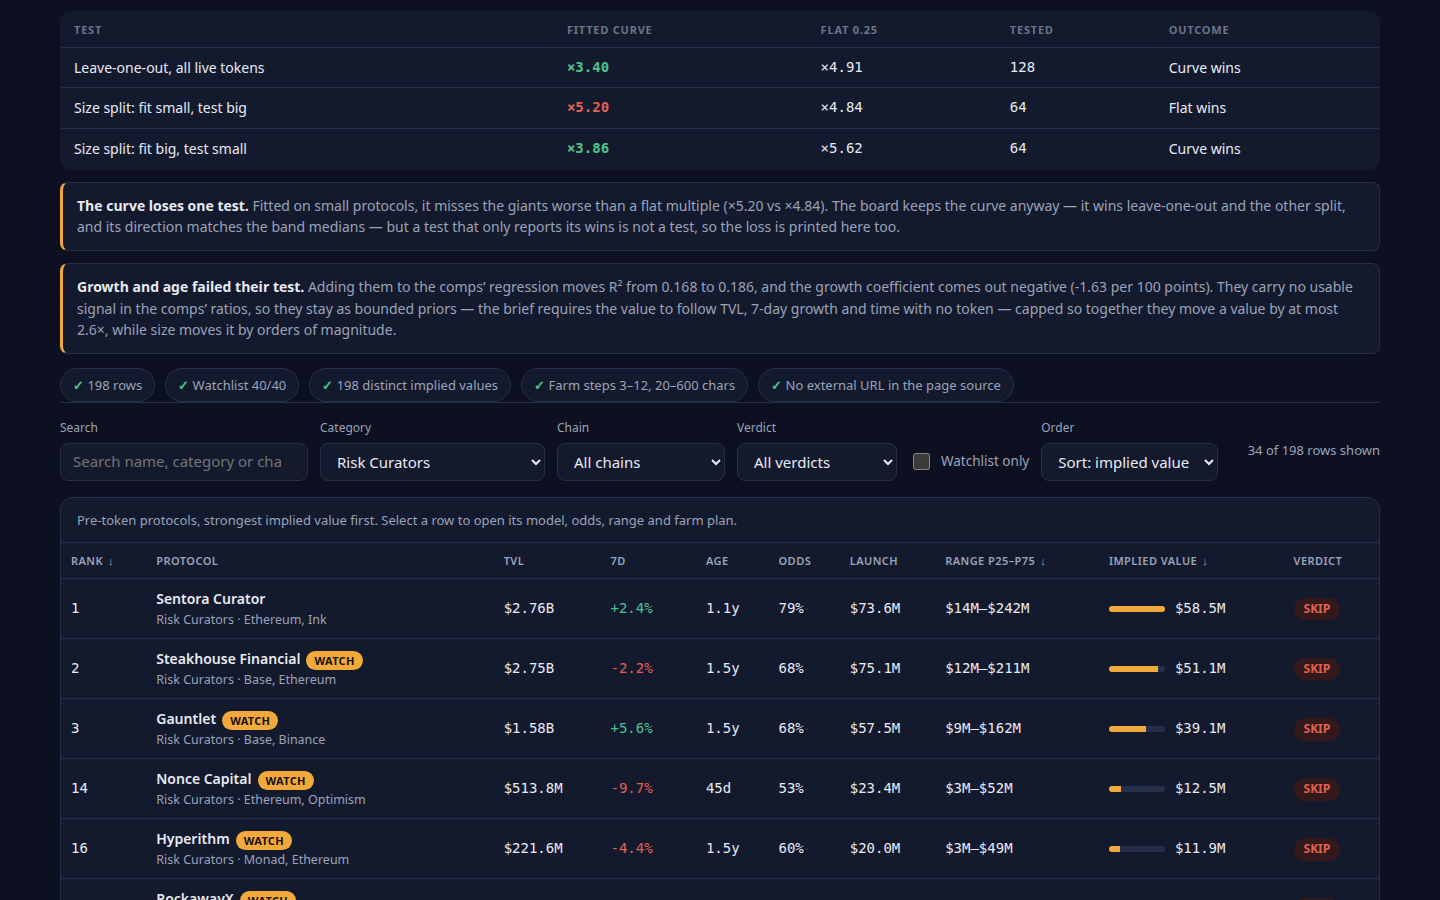 TEST FITTED CURVE FLAT 0.25 TESTED OUTCOME
Leave-one-out, all live tokens ×3.40 ×4.91 128 Curve wins
Size split: fit small, test big ×5.20 ×4.84 64 Flat wins
Size split: fit big, test small ×3.86 ×5.62 64 Curve wins
The curve loses one test. Fitted on small protocols, it misses the giants worse than a flat multiple (×5.20 vs ×4.84). The board keeps the curve anyway — it wins leave-one-out and the other split,
and its direction matches the band medians — but a test that only reports its wins is not a test, so the loss is printed here too.
Growth and age failed their test. Adding them to the comps’ regression moves R² from 0.168 to 0.186, and the growth coefficient comes out negative (-1.63 per 100 points). They carry no usable
signal in the comps’ ratios, so they stay as bounded priors — the brief requires the value to follow TVL, 7-day growth and time with no token — capped so together they move a value by at most
2.6×, while size moves it by orders of magnitude.
✓ 198 rows ✓ Watchlist 40/40 ✓ 198 distinct implied values ✓ Farm steps 3–12, 20–600 chars ✓ No external URL in the page source
Search Category Chain Verdict Order
Search name, category or cha Risk Curators All chains All verdicts Watchlist only Sort: implied value 34 of 198 rows shown
Pre-token protocols, strongest implied value first. Select a row to open its model, odds, range and farm plan.
RANK ↓ PROTOCOL TVL 7D AGE ODDS LAUNCH RANGE P25–P75 ↓ IMPLIED VALUE ↓ VERDICT
1 Sentora Curator $2.76B +2.4% 1.1y 79% $73.6M $14M–$242M $58.5M SKIP
Risk Curators · Ethereum, Ink
2 Steakhouse Financial WATCH $2.75B -2.2% 1.5y 68% $75.1M $12M–$211M $51.1M SKIP
Risk Curators · Base, Ethereum
3 Gauntlet WATCH $1.58B +5.6% 1.5y 68% $57.5M $9M–$162M $39.1M SKIP
Risk Curators · Base, Binance
14 Nonce Capital WATCH $513.8M -9.7% 45d 53% $23.4M $3M–$52M $12.5M SKIP
Risk Curators · Ethereum, Optimism
16 Hyperithm WATCH $221.6M -4.4% 1.5y 60% $20.0M $3M–$49M $11.9M SKIP
Risk Curators · Monad, Ethereum
RockawayX WATCH